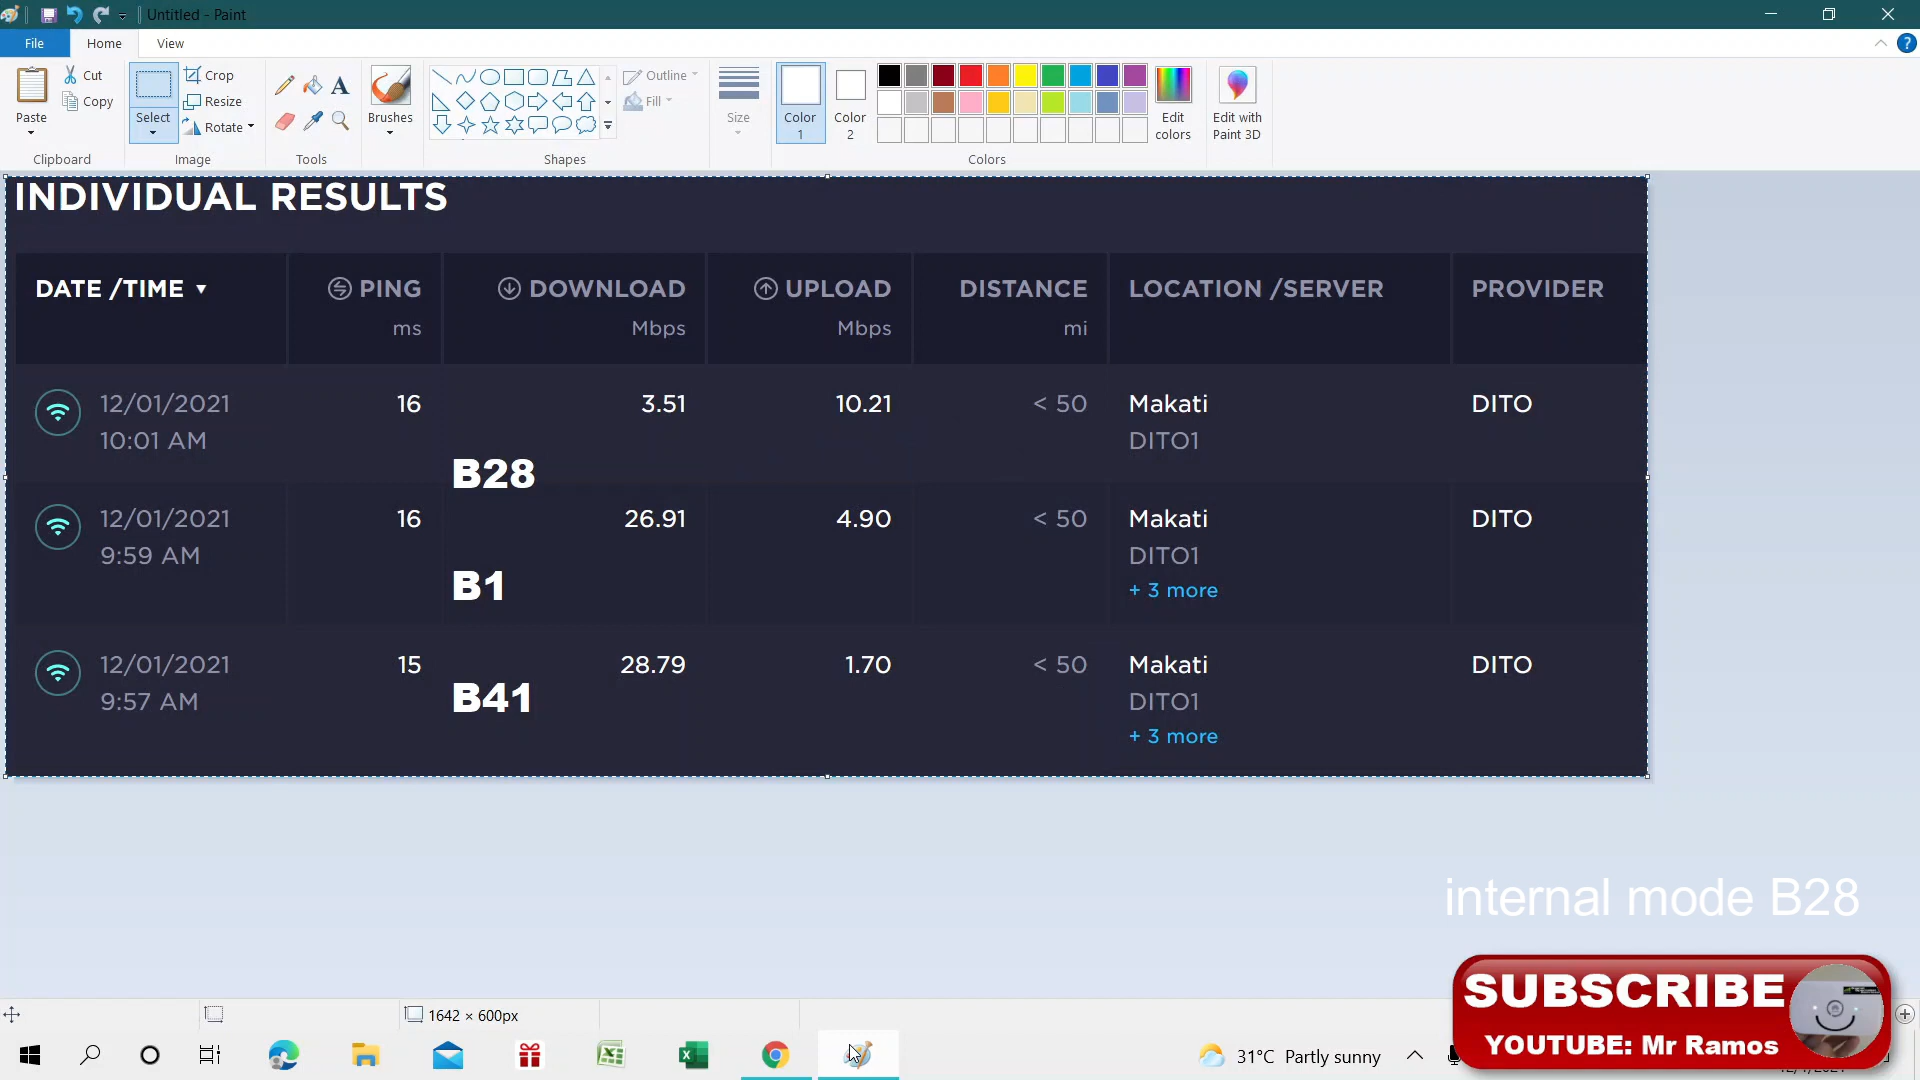 Untitled - Paint
File Home View
Paste Cut Copy Select Crop Resize Rotate Brushes Outline Fill Size Color 1 Color 2 Edit colors Edit with Paint 3D
Clipboard Image Tools Shapes Colors
INDIVIDUAL RESULTS
DATE /TIME PING DOWNLOAD UPLOAD DISTANCE LOCATION /SERVER PROVIDER
ms Mbps Mbps mi
12/01/2021 16 3.51 10.21 < 50 Makati DITO
10:01 AM DITO1
B28
12/01/2021 16 26.91 4.90 < 50 Makati DITO
9:59 AM DITO1
B1 + 3 more
12/01/2021 15 28.79 1.70 < 50 Makati DITO
9:57 AM B41 DITO1
+ 3 more
internal mode B28
SUBSCRIBE
YOUTUBE: Mr Ramos
1642 × 600px
31°C Partly sunny